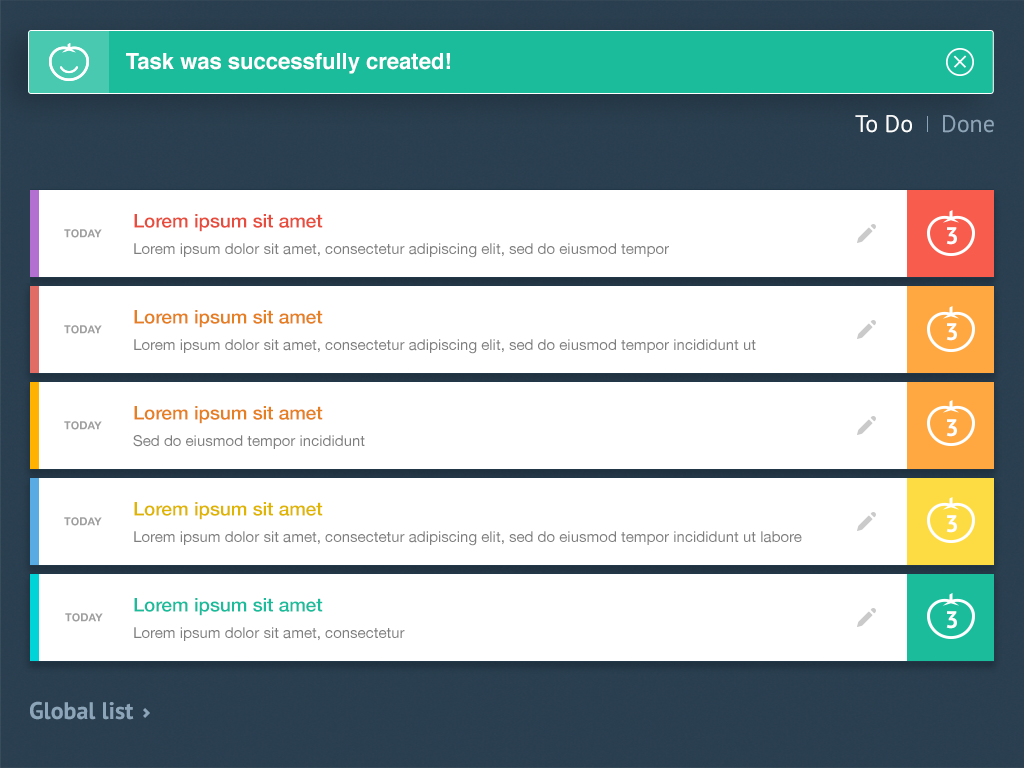 Task was successfully created!
To Do | Done
Lorem ipsum sit amet
TODAY
3
Lorem ipsum dolor sit amet, consectetur adipiscing elit, sed do eiusmod tempor
Lorem ipsum sit amet
TODAY
3
Lorem ipsum dolor sit amet, consectetur adipiscing elit, sed do eiusmod tempor incididunt ut
Lorem ipsum sit amet
TODAY
3
Sed do eiusmod tempor incididunt
Lorem ipsum sit amet
TODAY
3
Lorem ipsum dolor sit amet, consectetur adipiscing elit, sed do eiusmod tempor incididunt ut labore
Lorem ipsum sit amet
TODAY
3
Lorem ipsum dolor sit amet, consectetur
Global list ›